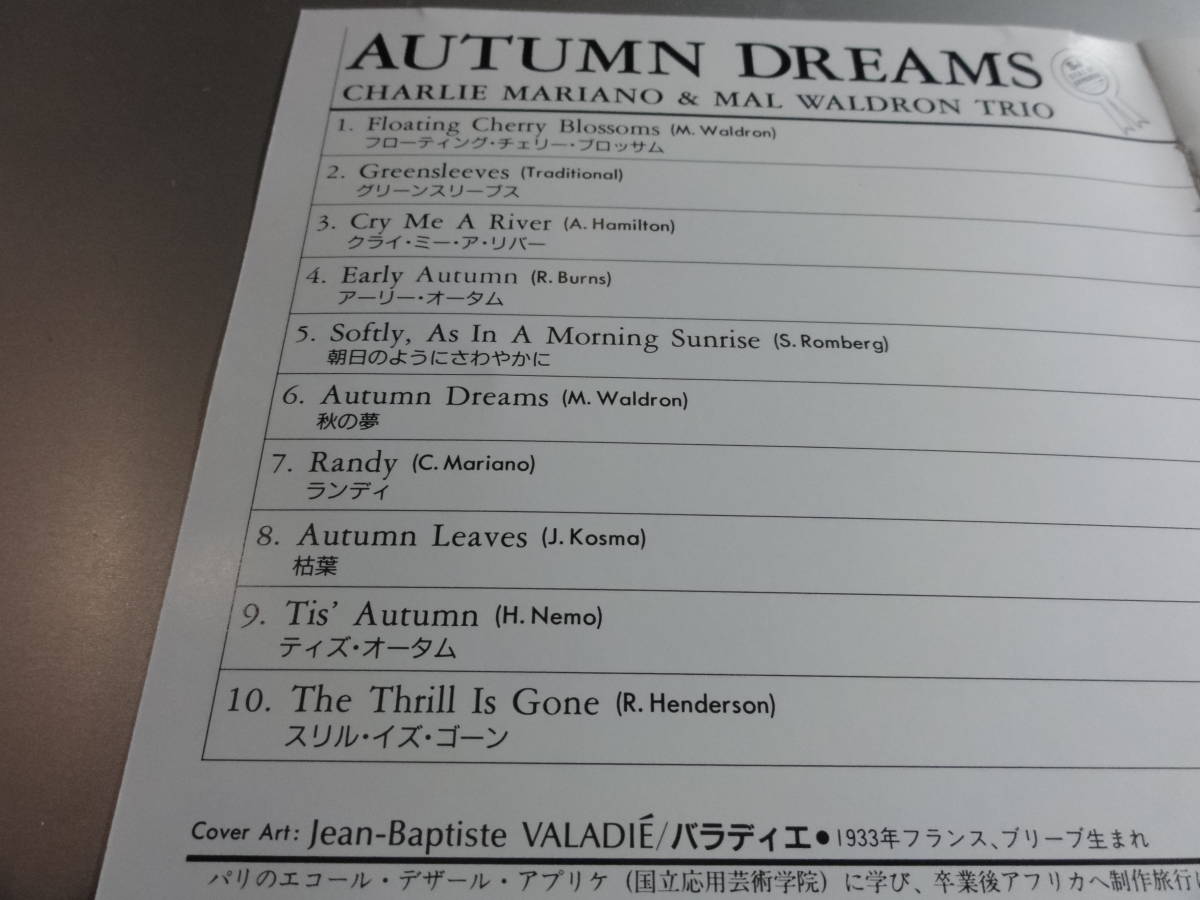 AUTUMN DREAMS
CHARLIE MARIANO & MAL WALDRON TRIO
1. Floating Cherry Blossoms (M. Waldron)
フローティング・チェリー・ブロッサム
2. Greensleeves (Traditional)
グリーンスリーブス
3. Cry Me A River (A. Hamilton)
クライ・ミー・ア・リバー
4. Early Autumn (R. Burns)
アーリー・オータム
5. Softly, As In A Morning Sunrise (S. Romberg)
朝日のようにさわやかに
6. Autumn Dreams (M. Waldron)
秋の夢
7. Randy (C. Mariano)
ランディ
8. Autumn Leaves (J. Kosma)
枯葉
9. Tis' Autumn (H. Nemo)
ティズ・オータム
10. The Thrill Is Gone (R. Henderson)
スリル・イズ・ゴーン
Cover Art: Jean-Baptiste VALADIÉ/バラディエ●1933年フランス、ブリーブ生まれ
パリのエコール・デザール・アプリケ（国立応用芸術学院）に学び、卒業後アフリカへ制作旅行